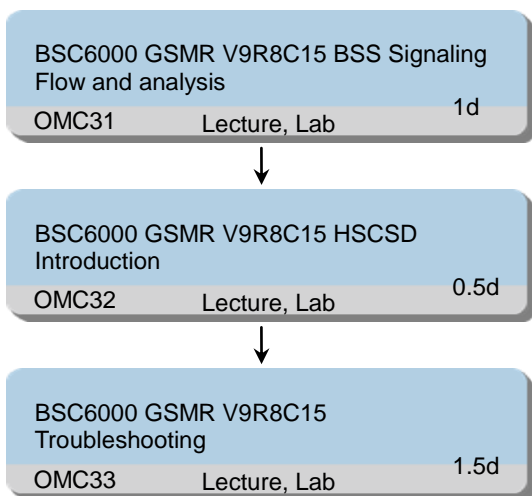 BSC6000 GSMR V9R8C15 BSS Signaling
Flow and analysis
1d
OMC31 Lecture, Lab
BSC6000 GSMR V9R8C15 HSCSD
Introduction
0.5d
OMC32 Lecture, Lab
BSC6000 GSMR V9R8C15
Troubleshooting
1.5d
OMC33 Lecture, Lab